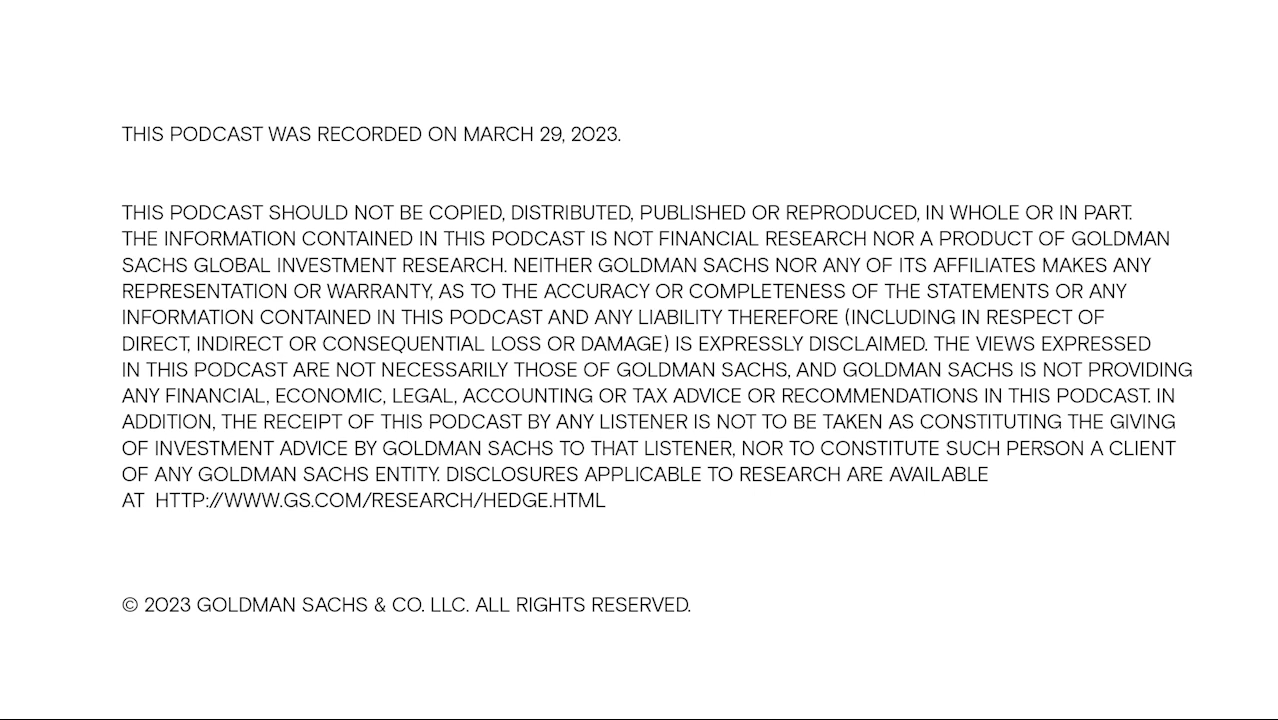 THIS PODCAST WAS RECORDED ON MARCH 29, 2023.
THIS PODCAST SHOULD NOT BE COPIED, DISTRIBUTED, PUBLISHED OR REPRODUCED, IN WHOLE OR IN PART.
THE INFORMATION CONTAINED IN THIS PODCAST IS NOT FINANCIAL RESEARCH NOR A PRODUCT OF GOLDMAN
SACHS GLOBAL INVESTMENT RESEARCH. NEITHER GOLDMAN SACHS NOR ANY OF ITS AFFILIATES MAKES ANY
REPRESENTATION OR WARRANTY, AS TO THE ACCURACY OR COMPLETENESS OF THE STATEMENTS OR ANY
INFORMATION CONTAINED IN THIS PODCAST AND ANY LIABILITY THEREFORE (INCLUDING IN RESPECT OF
DIRECT, INDIRECT OR CONSEQUENTIAL LOSS OR DAMAGE) IS EXPRESSLY DISCLAIMED. THE VIEWS EXPRESSED
IN THIS PODCAST ARE NOT NECESSARILY THOSE OF GOLDMAN SACHS, AND GOLDMAN SACHS IS NOT PROVIDING
ANY FINANCIAL, ECONOMIC, LEGAL, ACCOUNTING OR TAX ADVICE OR RECOMMENDATIONS IN THIS PODCAST. IN
ADDITION, THE RECEIPT OF THIS PODCAST BY ANY LISTENER IS NOT TO BE TAKEN AS CONSTITUTING THE GIVING
OF INVESTMENT ADVICE BY GOLDMAN SACHS TO THAT LISTENER, NOR TO CONSTITUTE SUCH PERSON A CLIENT
OF ANY GOLDMAN SACHS ENTITY. DISCLOSURES APPLICABLE TO RESEARCH ARE AVAILABLE
AT  HTTP://WWW.GS.COM/RESEARCH/HEDGE.HTML
© 2023 GOLDMAN SACHS & CO. LLC. ALL RIGHTS RESERVED.